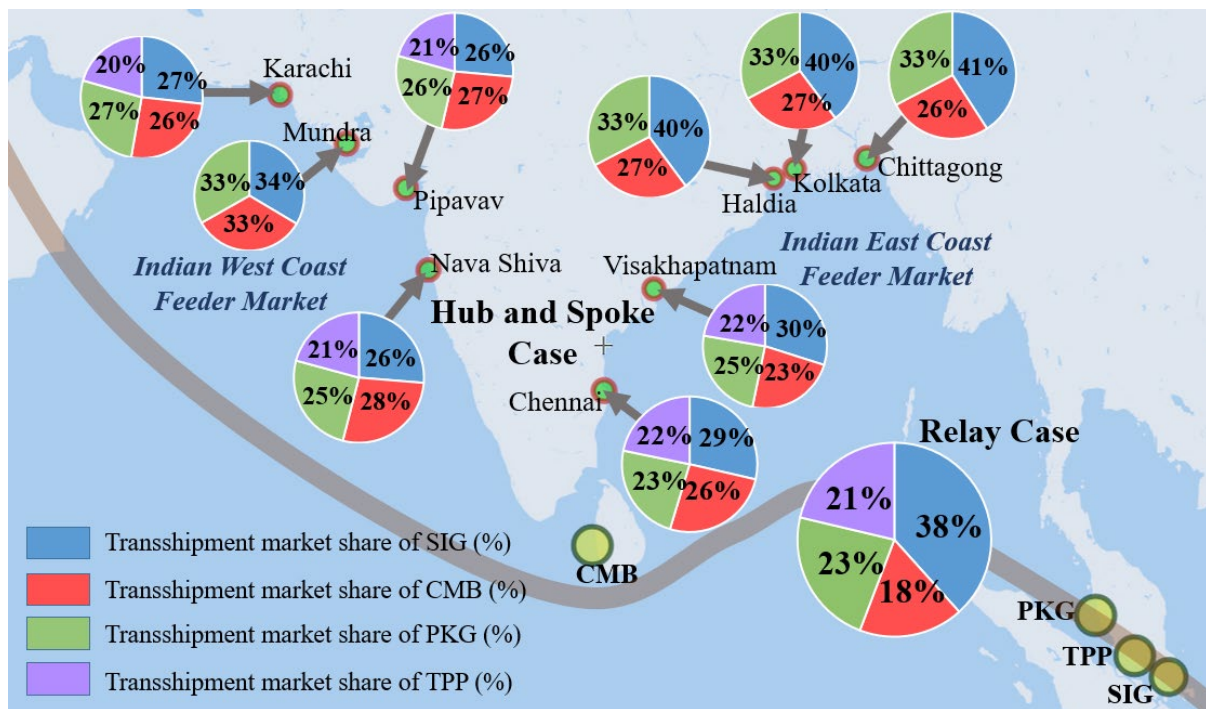 20%
27%
27%
26%
Karachi
21%
26%
26%
27%
Mundra
33%
34%
33%
Pipavav
Indian West Coast
Feeder Market
Nava Shiva
21%
26%
25%
28%
33%
40%
27%
33%
40%
27%
33%
41%
26%
Chittagong
Kolkata
Haldia
Indian East Coast
Feeder Market
Visakhapatnam
Hub and Spoke
Case
22%
30%
25%
23%
Chennai
22%
29%
23%
26%
Relay Case
21%
38%
23%
18%
CMB
PKG
TPP
SIG
Transshipment market share of SIG (%)
Transshipment market share of CMB (%)
Transshipment market share of PKG (%)
Transshipment market share of TPP (%)